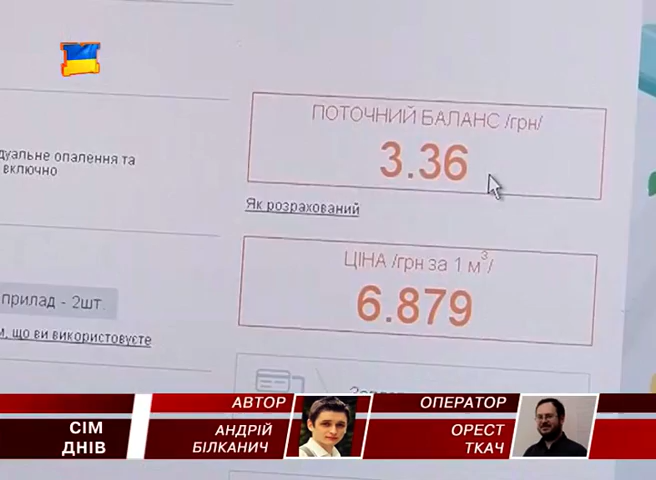 ПОТОЧНИЙ БАЛАНС /грн/
3.36
дуальне опалення та
включно
Як розрахований
ЦІНА /грн за 1 м³/
6.879
прилад - 2шт.
м, що ви використовуєте
СІМ
ДНІВ
АВТОР
АНДРІЙ
БІЛКАНИЧ
ОПЕРАТОР
ОРЕСТ
ТКАЧ